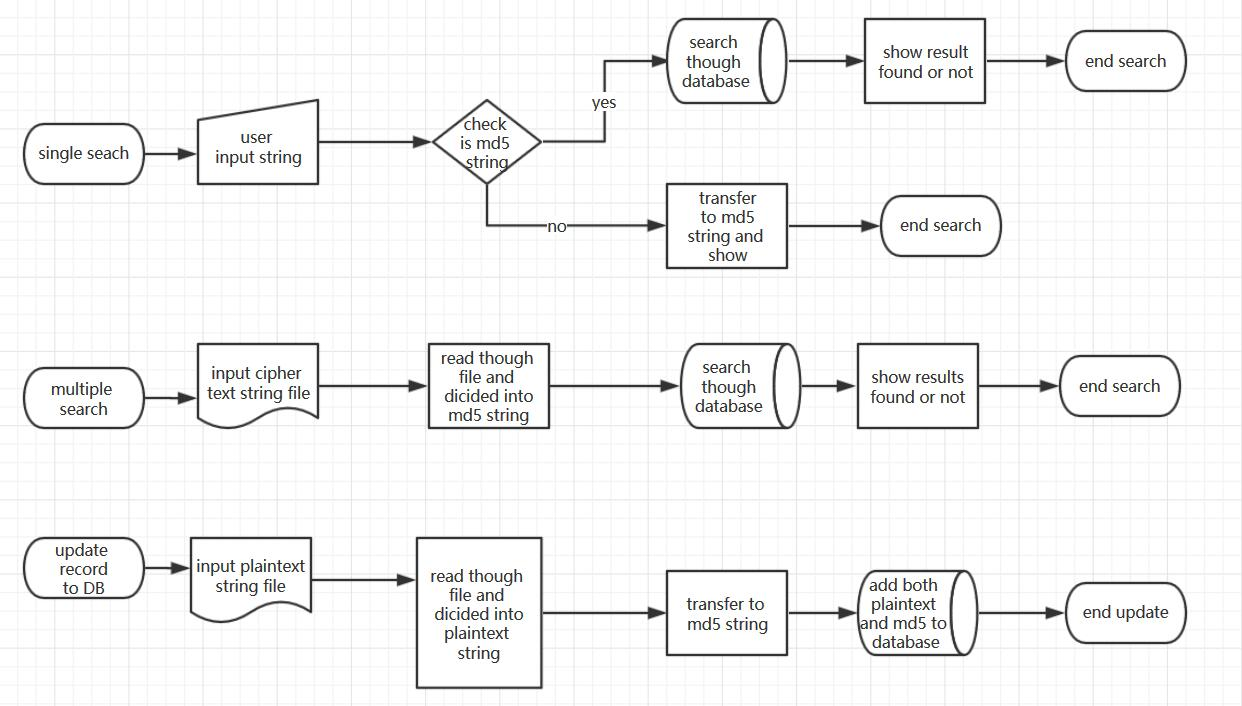 single seach
user
input string
check
is md5
string
yes
search
though
database
show result
found or not
end search
no
transfer
to md5
string and
show
end search
multiple
search
input cipher
text string file
read though
file and
dicided into
md5 string
search
though
database
show results
found or not
end search
update
record
to DB
input plaintext
string file
read though
file and
dicided into
plaintext
string
transfer to
md5 string
add both
plaintext
and md5 to
database
end update